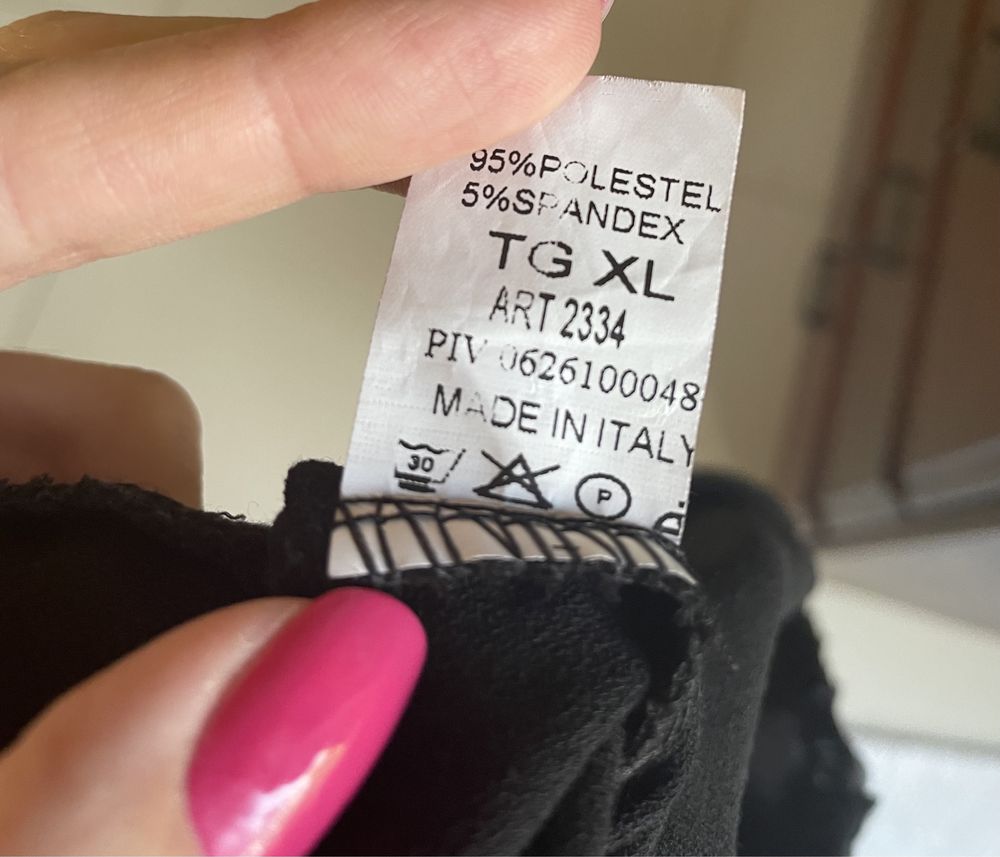 95%POLESTEL
5%SPANDEX
TG XL
ART 2334
PIV 0626100048
MADE IN ITALY
30
P